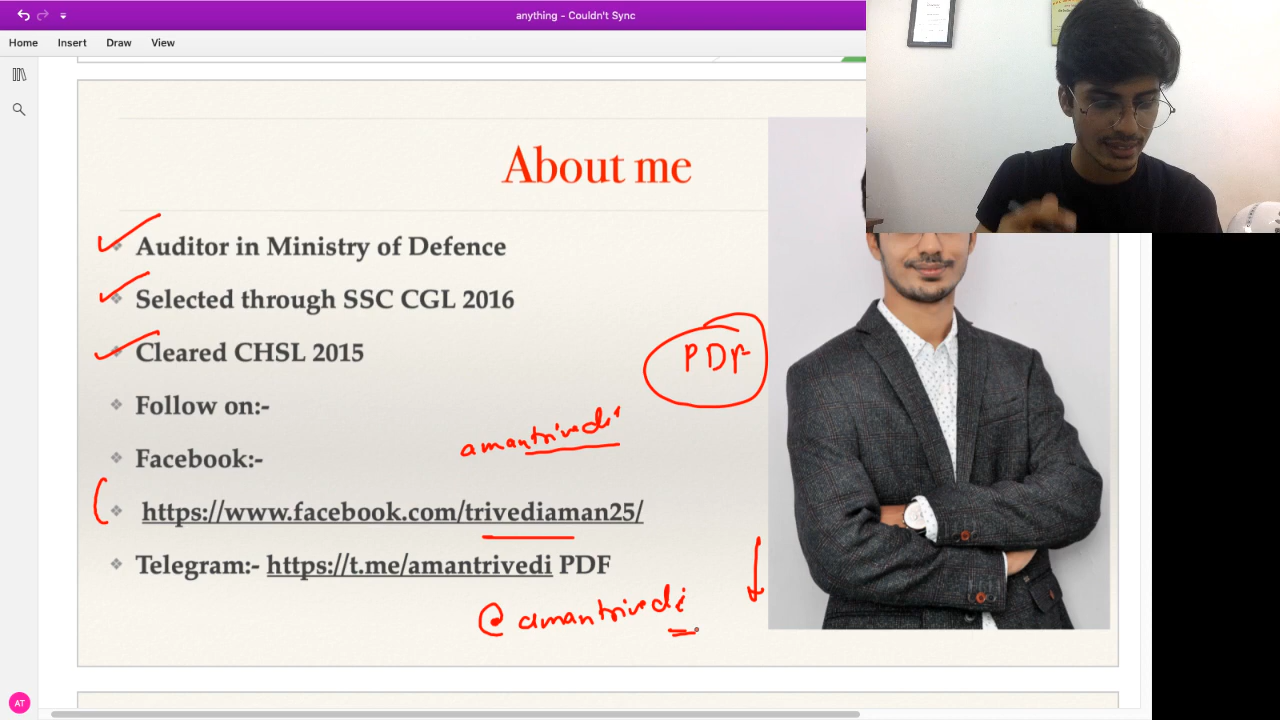 anything - Couldn't Sync
Home Insert Draw View
About me
Auditor in Ministry of Defence
Selected through SSC CGL 2016
Cleared CHSL 2015
PDF
Follow on:-
amantrivedi
Facebook:-
https://www.facebook.com/trivediaman25/
Telegram:- https://t.me/amantrivedi PDF
@amantrivedi
AT